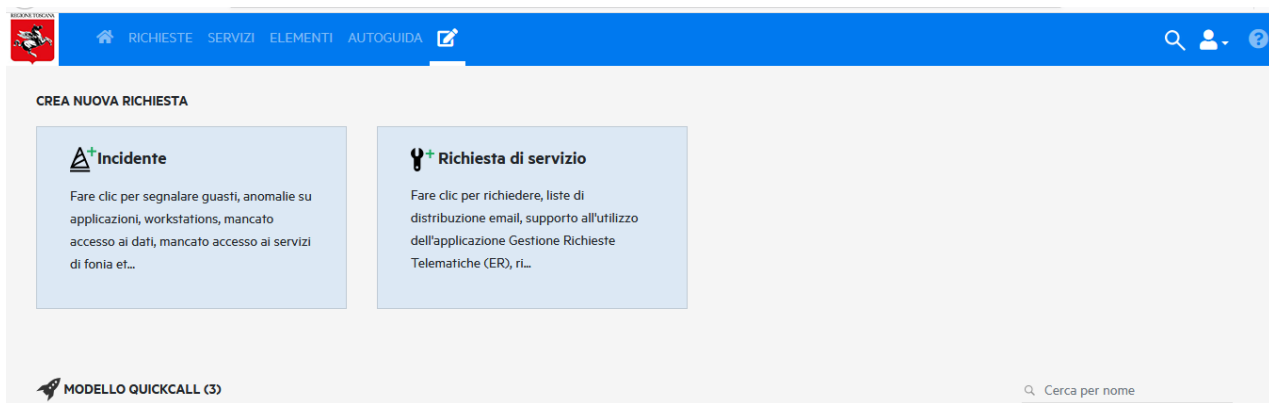 REGIONE TOSCANA
RICHIESTE SERVIZI ELEMENTI AUTOGUIDA
CREA NUOVA RICHIESTA
Incidente
Fare clic per segnalare guasti, anomalie su
applicazioni, workstations, mancato
accesso ai dati, mancato accesso ai servizi
di fonia et...
Richiesta di servizio
Fare clic per richiedere, liste di
distribuzione email, supporto all'utilizzo
dell'applicazione Gestione Richieste
Telematiche (ER), ri...
MODELLO QUICKCALL (3)
Cerca per nome